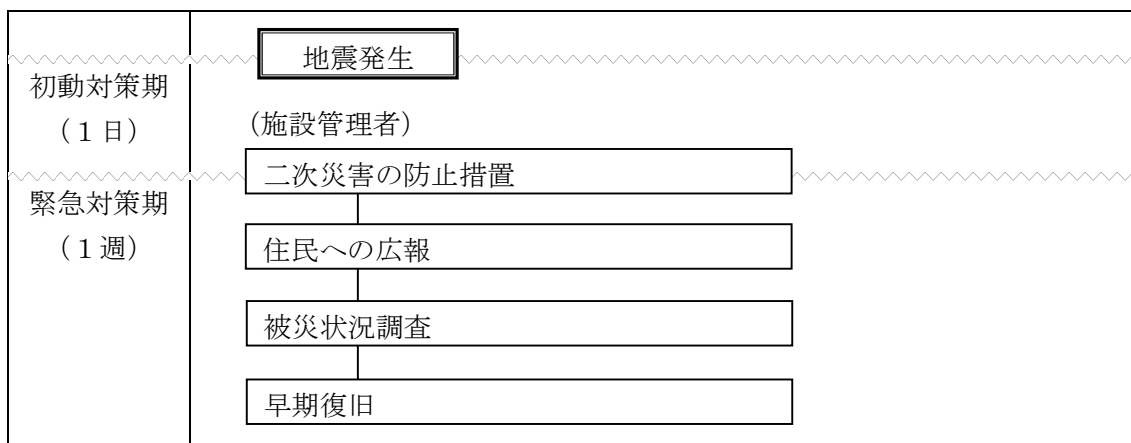 地震発生
初動対策期
（１日）
（施設管理者）
二次災害の防止措置
緊急対策期
（１週）
住民への広報
被災状況調査
早期復旧